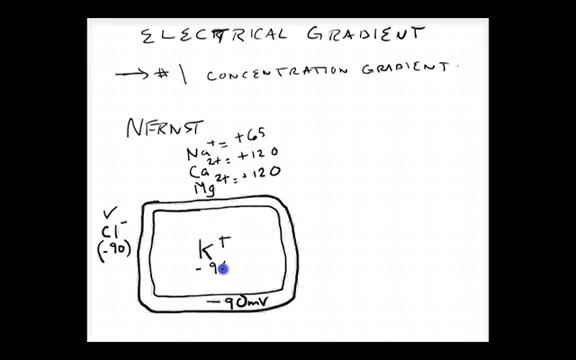 ELECTRICAL GRADIENT
→ #1 CONCENTRATION GRADIENT.
NERNST
Na⁺ = +65
Ca²⁺ = +120
Mg²⁺ = +120
✓
Cl⁻
(-90)
K⁺
-90mV